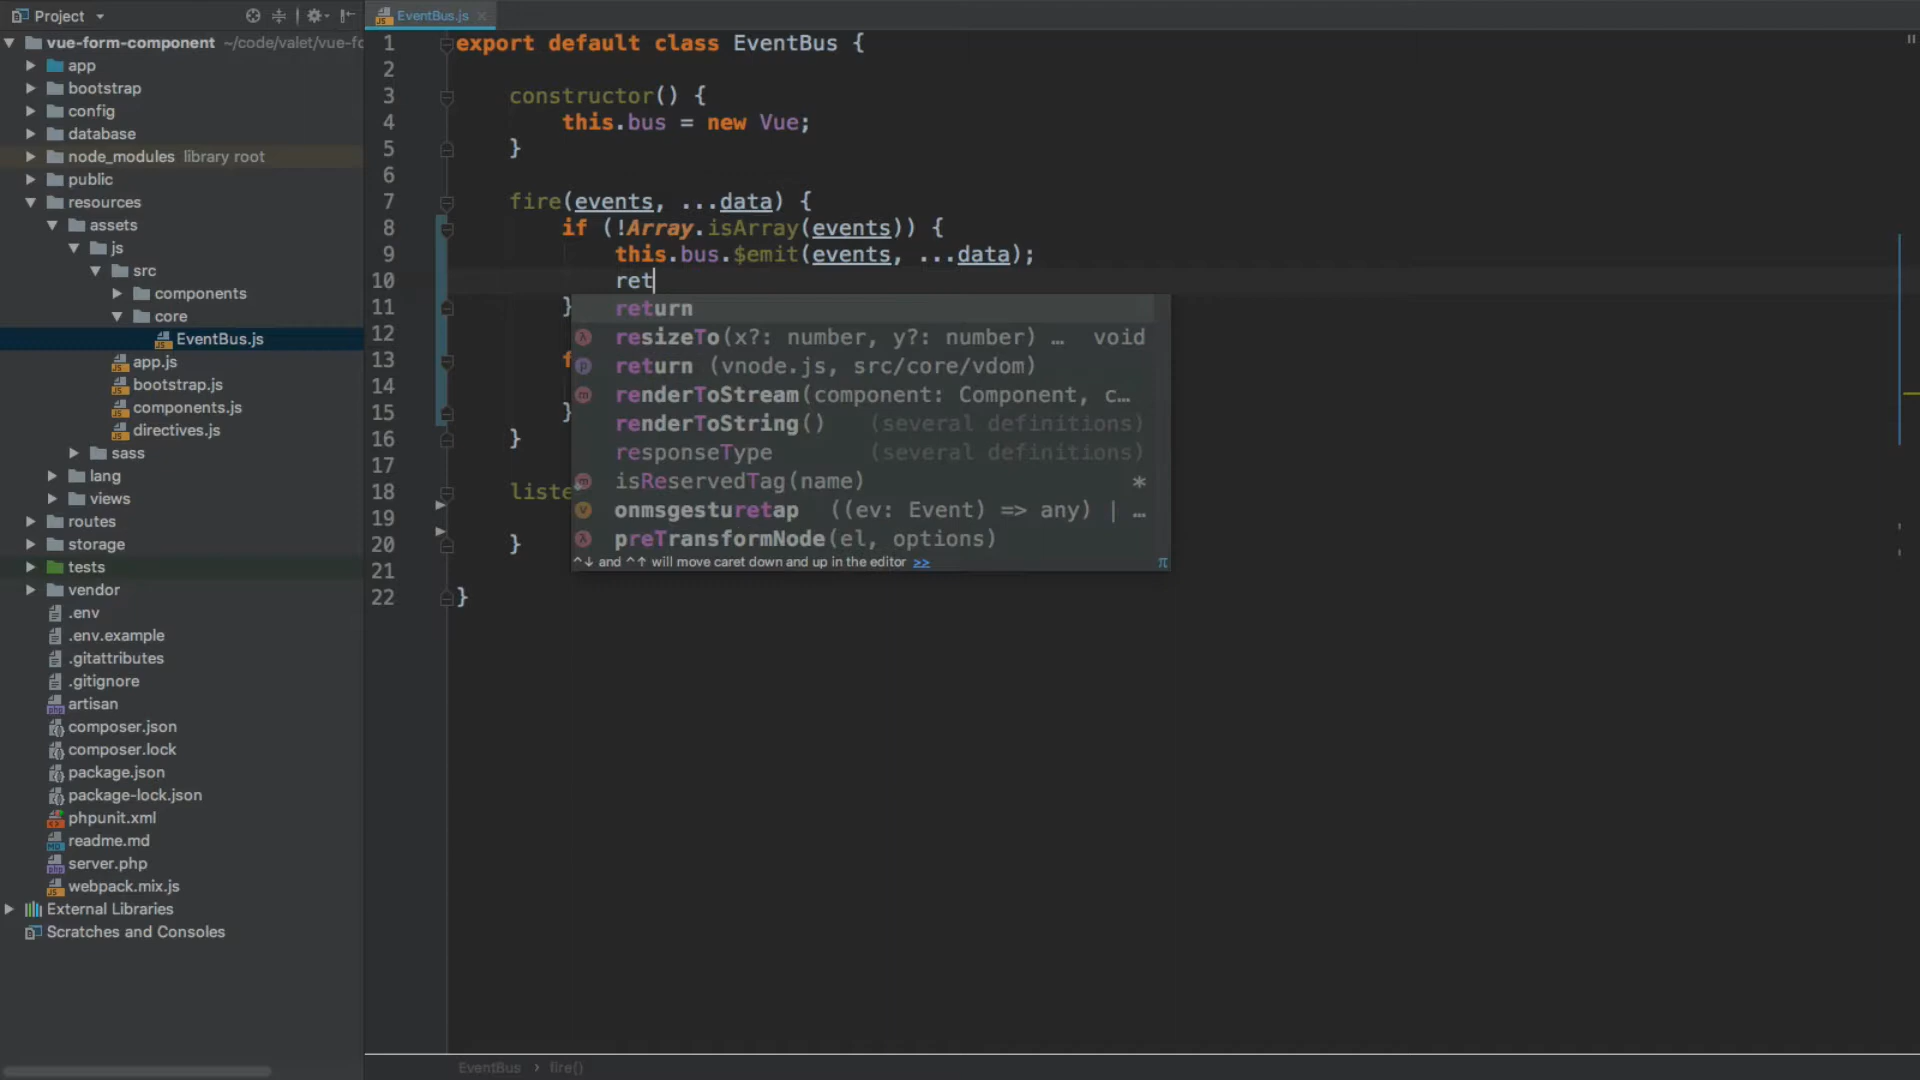 Project
vue-form-component ~/code/valet/vue-fo
app
bootstrap
config
database
node_modules library root
public
resources
assets
js
src
components
core
EventBus.js
app.js
bootstrap.js
components.js
directives.js
sass
lang
views
routes
storage
tests
vendor
.env
.env.example
.gitattributes
.gitignore
artisan
composer.json
composer.lock
package.json
package-lock.json
phpunit.xml
readme.md
server.php
webpack.mix.js
External Libraries
Scratches and Consoles
EventBus.js
1 export default class EventBus {
2
3 constructor() {
4 this.bus = new Vue;
5 }
6
7 fire(events, ...data) {
8 if (!Array.isArray(events)) {
9 this.bus.$emit(events, ...data);
10 ret
11 }
12
13 f
14
15 }
16 }
17
18 liste
19
20 }
21
22 }
return
resizeTo(x?: number, y?: number) … void
return (vnode.js, src/core/vdom)
renderToStream(component: Component, c…
renderToString() (several definitions)
responseType (several definitions)
isReservedTag(name) *
onmsgesturetap ((ev: Event) => any) | …
preTransformNode(el, options)
^↓ and ^↑ will move caret down and up in the editor >> π
EventBus › fire()